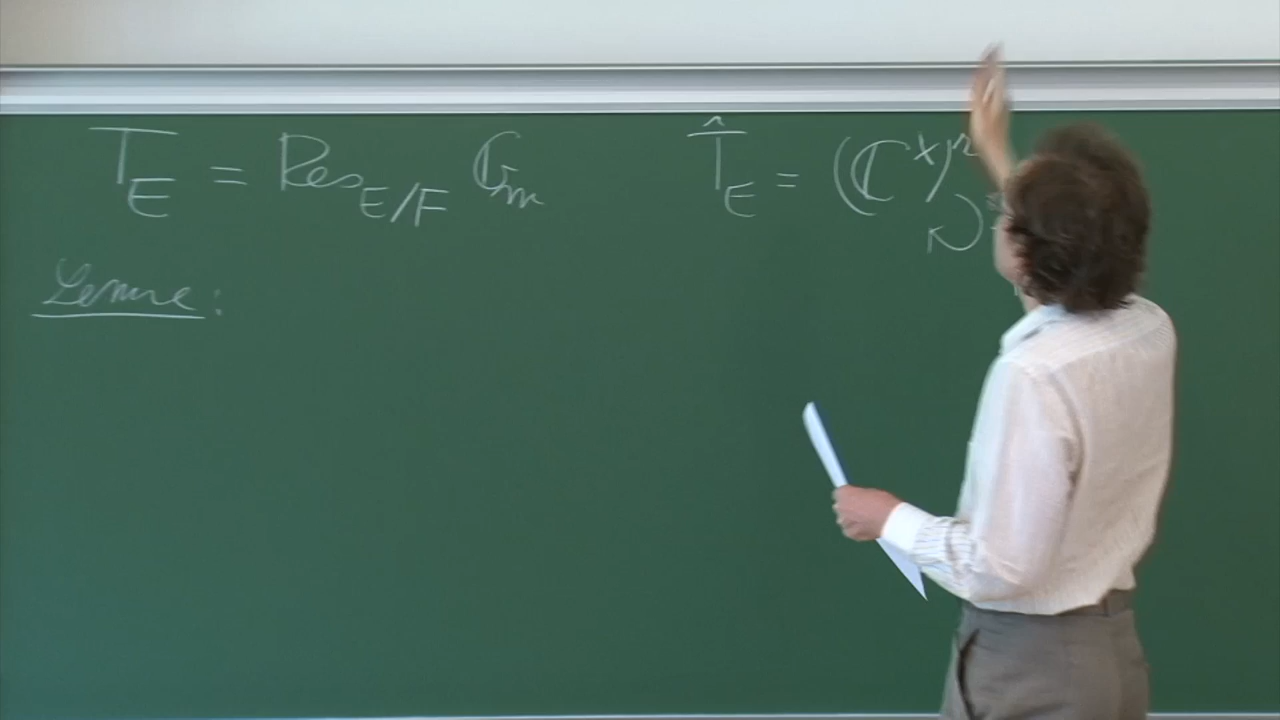 T_E = Res_{E/F} 𝔾_m T̂_E = (ℂ^×)^r
Lemme :